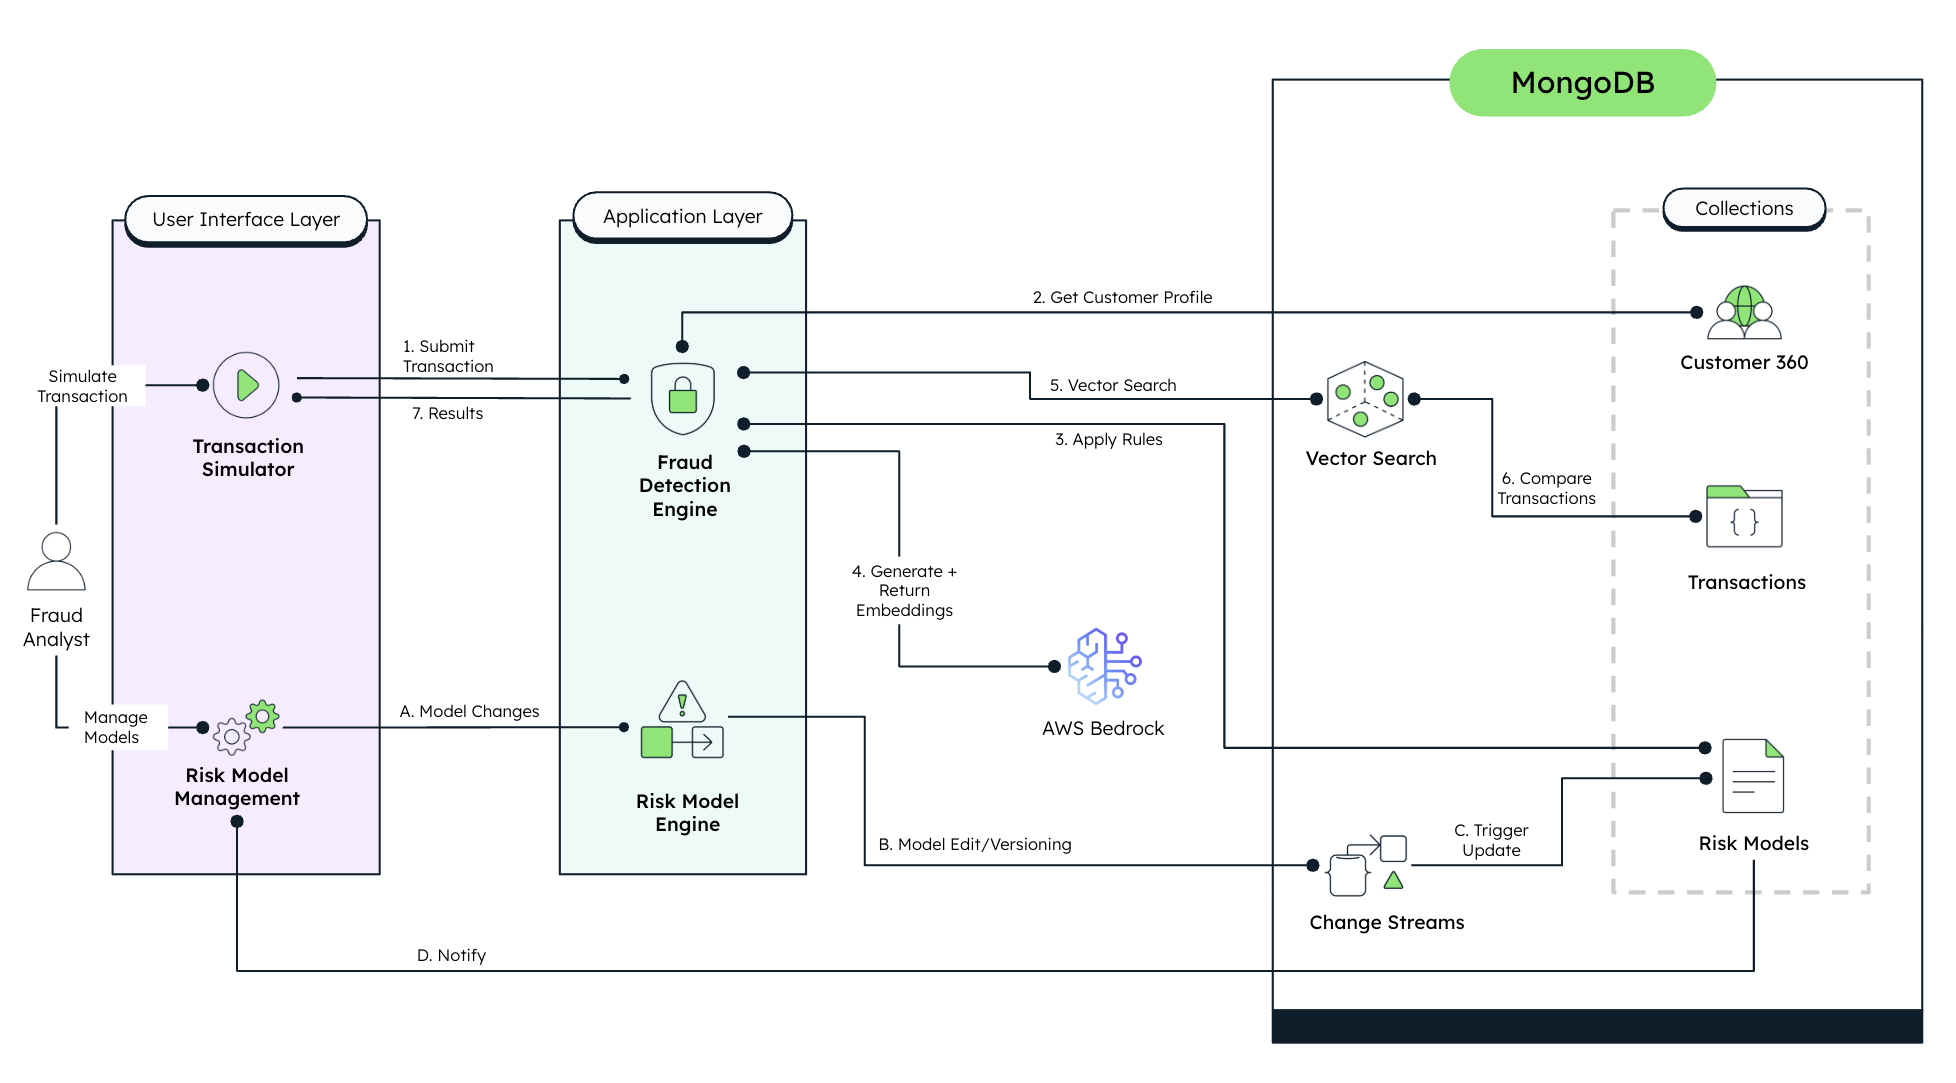 MongoDB
User Interface Layer
Application Layer
Collections
2. Get Customer Profile
1. Submit
Transaction
Simulate
Transaction
7. Results
5. Vector Search
3. Apply Rules
Customer 360
Transaction
Simulator
Fraud
Detection
Engine
Vector Search
6. Compare
Transactions
4. Generate +
Return
Embeddings
Transactions
Fraud
Analyst
AWS Bedrock
Manage
Models
A. Model Changes
Risk Model
Management
Risk Model
Engine
B. Model Edit/Versioning
C. Trigger
Update
Risk Models
Change Streams
D. Notify